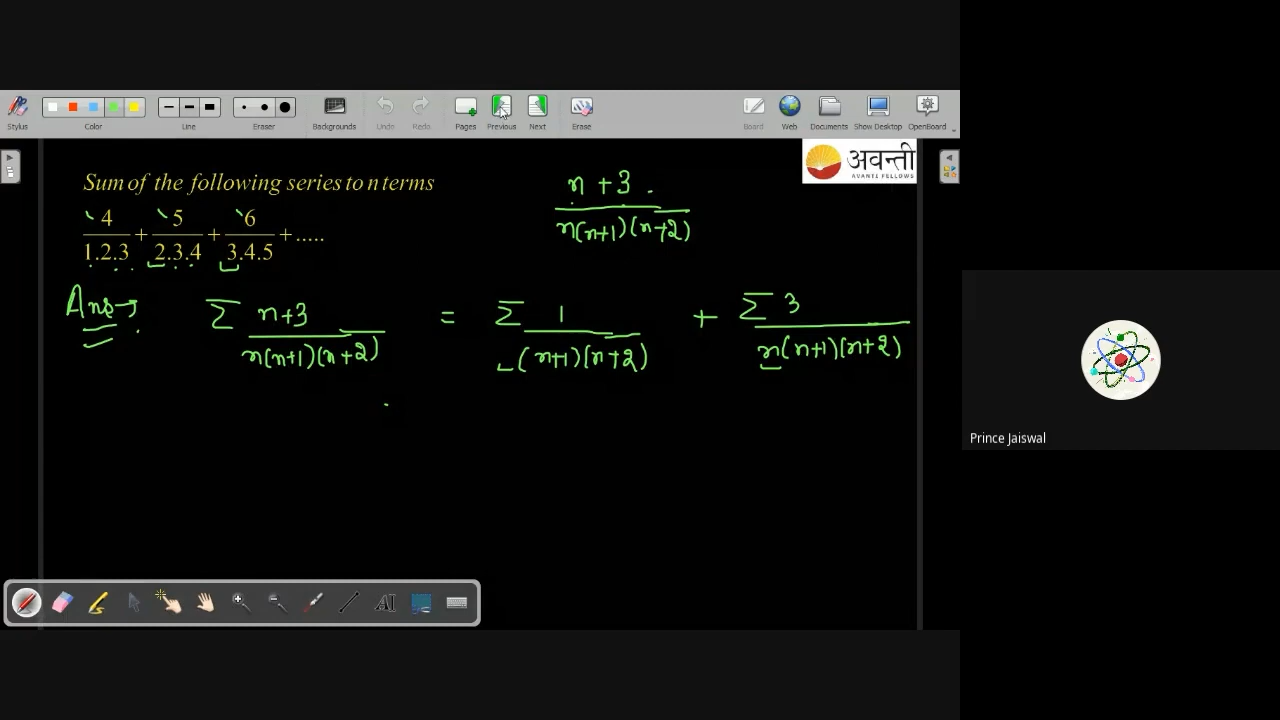 Stylus Color Line Eraser Backgrounds Undo Redo Pages Previous Next Erase Board Web Documents Show Desktop OpenBoard
अवन्ती
AVANTI FELLOWS
Sum of the following series to n terms
4/1.2.3 + 5/2.3.4 + 6/3.4.5 + .....
n + 3 / n(n+1)(n+2)
Ans→ Σ n+3 / n(n+1)(n+2) = Σ 1 / (n+1)(n+2) + Σ 3 / n(n+1)(n+2)
Prince Jaiswal